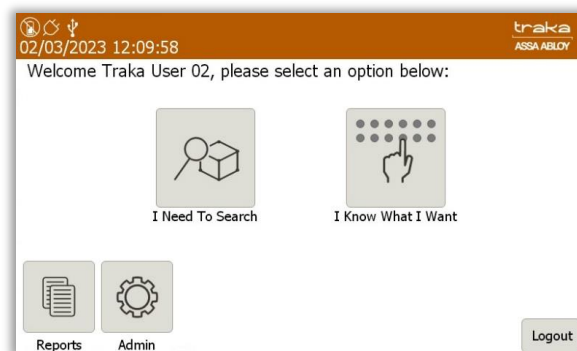 traka
02/03/2023 12:09:58
ASSA ABLOY
Welcome Traka User 02, please select an option below:
I Need To Search
I Know What I Want
Reports
Admin
Logout